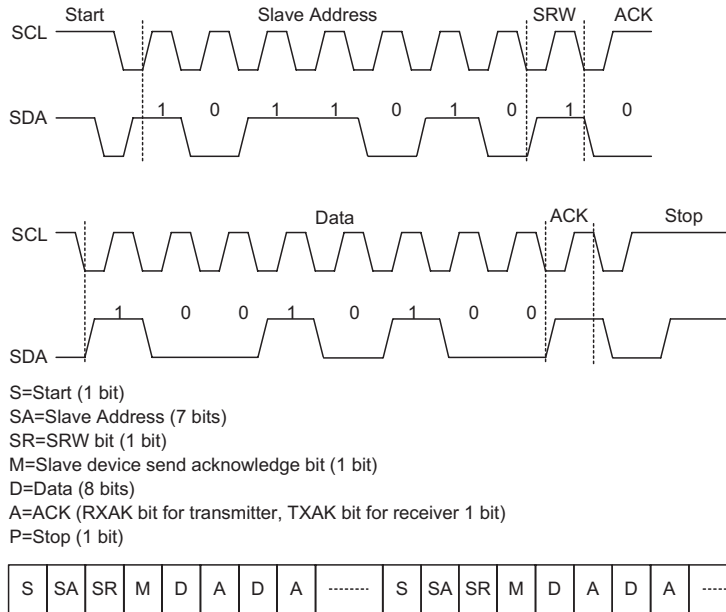 Start Slave Address SRW ACK
SCL
SDA 1 0 1 1 0 1 0 1 0
Data ACK Stop
SCL
1 0 0 1 0 1 0 0
SDA
S=Start (1 bit)
SA=Slave Address (7 bits)
SR=SRW bit (1 bit)
M=Slave device send acknowledge bit (1 bit)
D=Data (8 bits)
A=ACK (RXAK bit for transmitter, TXAK bit for receiver 1 bit)
P=Stop (1 bit)
S SA SR M D A D A ........ S SA SR M D A D A .....